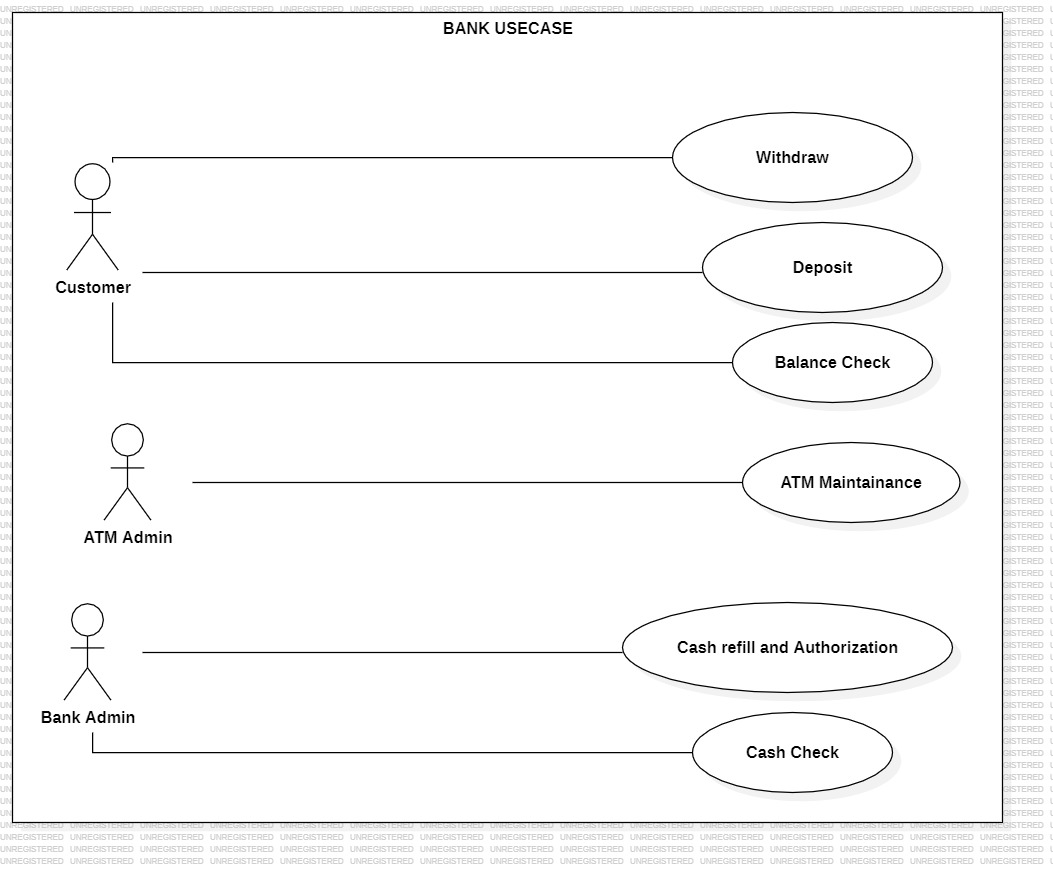 BANK USECASE
Withdraw
Customer
Deposit
Balance Check
ATM Admin
ATM Maintainance
Bank Admin
Cash refill and Authorization
Cash Check
UNREGISTERED UNREGISTERED UNREGISTERED UNREGISTERED UNREGISTERED UNREGISTERED UNREGISTERED UNREGISTERED UNREGISTERED UNREGISTERED UNREGISTERED UNREGISTERED UNREGISTERED UNREGISTERED UNREGISTERED